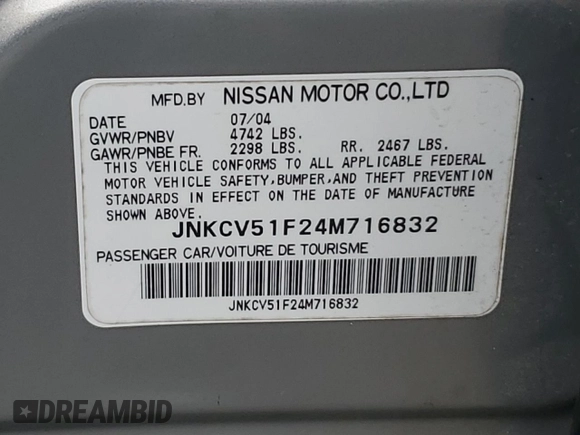 MFD.BY NISSAN MOTOR CO.,LTD
DATE 07/04
GVWR/PNBV 4742 LBS.
GAWR/PNBE FR. 2298 LBS. RR. 2467 LBS.
THIS VEHICLE CONFORMS TO ALL APPLICABLE FEDERAL
MOTOR VEHICLE SAFETY,BUMPER,AND THEFT PREVENTION
STANDARDS IN EFFECT ON THE DATE OF MANUFACTURE
SHOWN ABOVE.
JNKCV51F24M716832
PASSENGER CAR/VOITURE DE TOURISME
JNKCV51F24M716832
DREAMBID